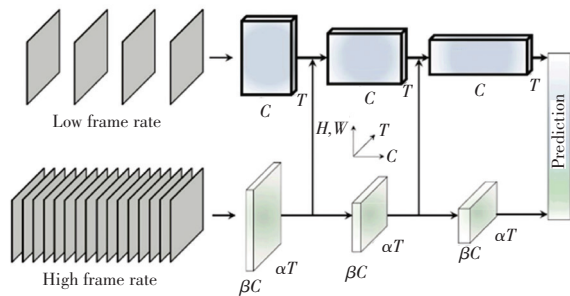 Low frame rate
C
T
C
T
C
T
H,W
T
C
Prediction
High frame rate
βC
αT
βC
αT
βC
αT